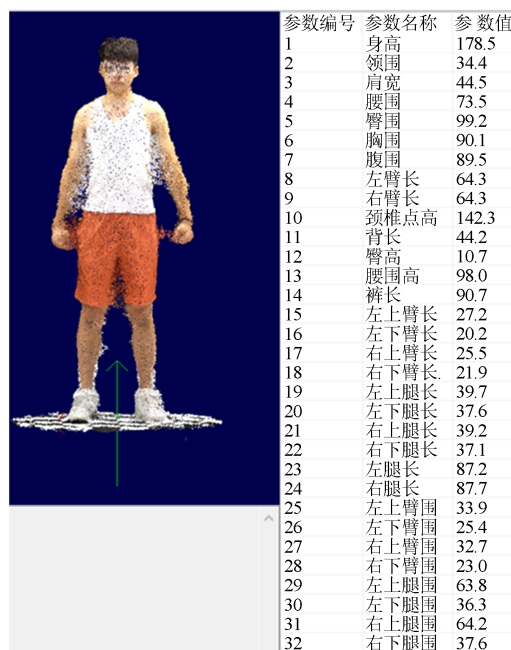 参数编号 参数名称 参 数值
1 身高 178.5
2 领围 34.4
3 肩宽 44.5
4 腰围 73.5
5 臀围 99.2
6 胸围 90.1
7 腹围 89.5
8 左臂长 64.3
9 右臂长 64.3
10 颈椎点高 142.3
11 背长 44.2
12 臀高 10.7
13 腰围高 98.0
14 裤长 90.7
15 左上臂长 27.2
16 左下臂长 20.2
17 右上臂长 25.5
18 右下臂长. 21.9
19 左上腿长 39.7
20 左下腿长 37.6
21 右上腿长 39.2
22 右下腿长 37.1
23 左腿长 87.2
24 右腿长 87.7
25 左上臂围 33.9
26 左下臂围 25.4
27 右上臂围 32.7
28 右下臂围 23.0
29 左上腿围 63.8
30 左下腿围 36.3
31 右上腿围 64.2
32 右下腿围 37.6